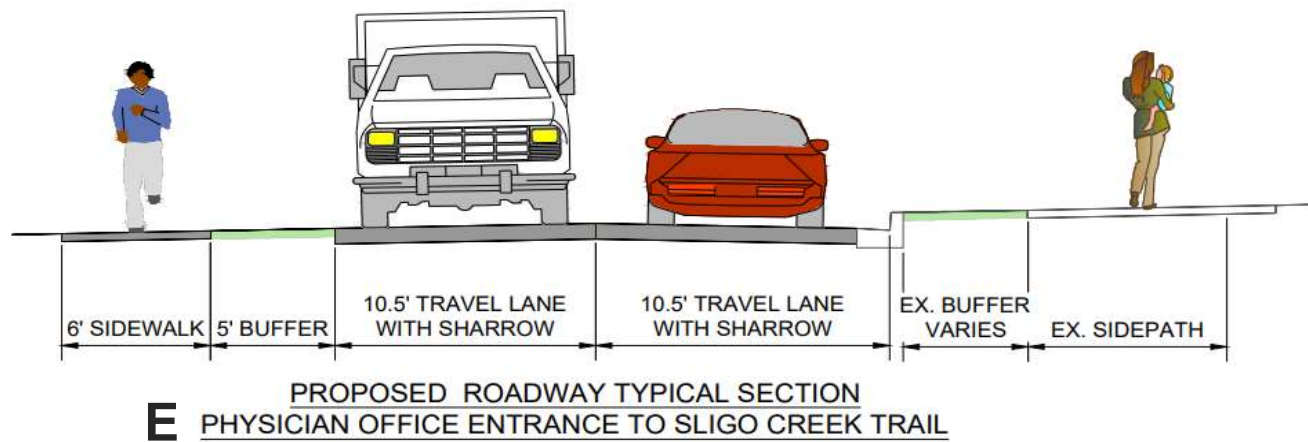 6' SIDEWALK
5' BUFFER
10.5' TRAVEL LANE
WITH SHARROW
10.5' TRAVEL LANE
WITH SHARROW
EX. BUFFER
VARIES
EX. SIDEPATH
PROPOSED ROADWAY TYPICAL SECTION
E PHYSICIAN OFFICE ENTRANCE TO SLIGO CREEK TRAIL